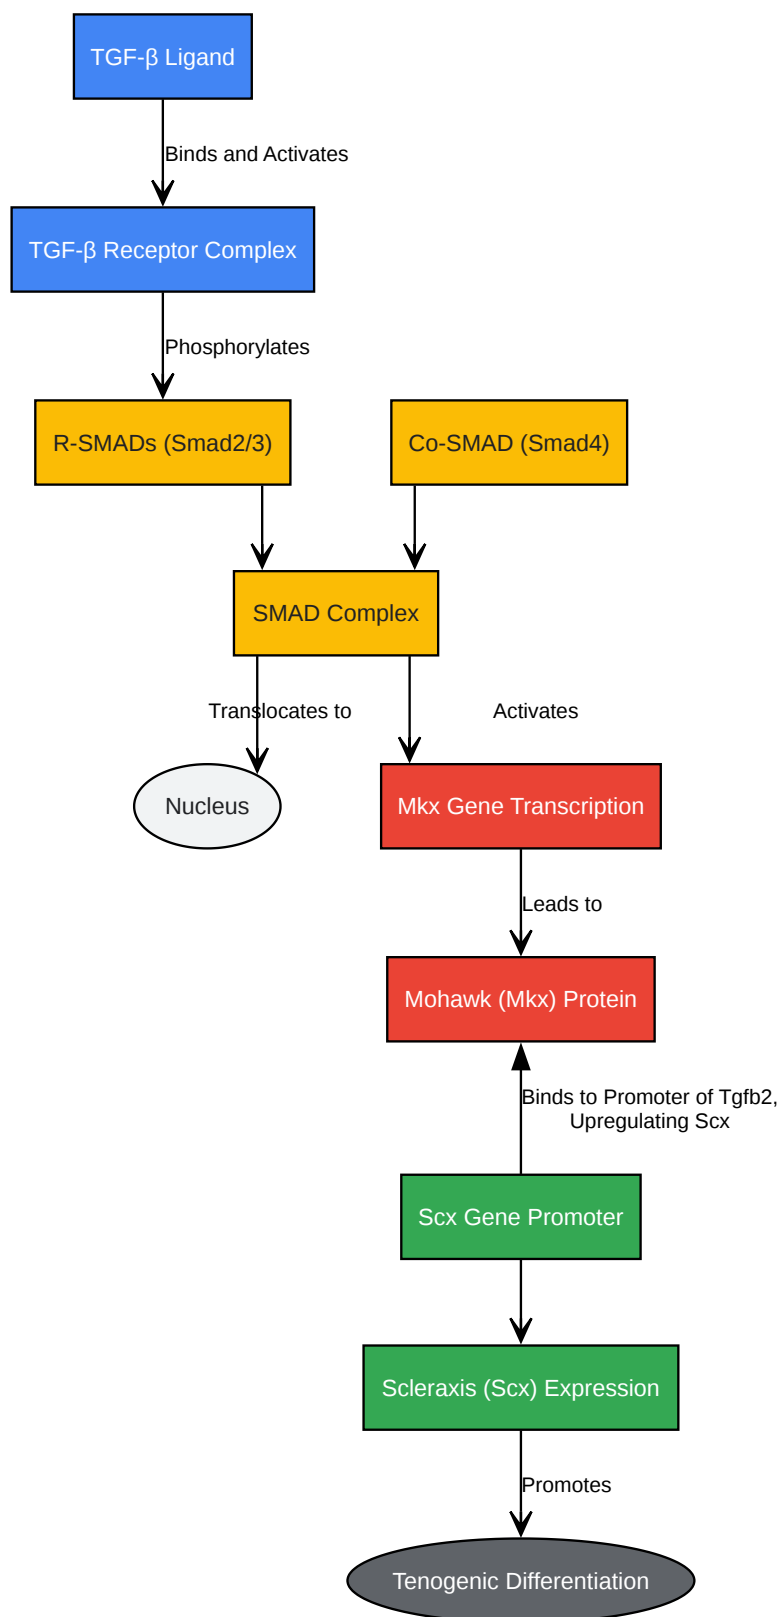 TGF-β Ligand
Binds and Activates
TGF-β Receptor Complex
Phosphorylates
R-SMADs (Smad2/3)
Co-SMAD (Smad4)
SMAD Complex
Translocates to
Activates
Nucleus
Mkx Gene Transcription
Leads to
Mohawk (Mkx) Protein
Binds to Promoter of Tgfb2,
Upregulating Scx
Scx Gene Promoter
Scleraxis (Scx) Expression
Promotes
Tenogenic Differentiation